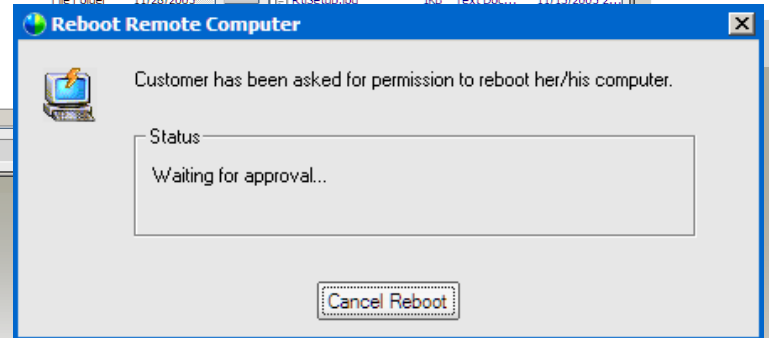 Reboot Remote Computer
Customer has been asked for permission to reboot her/his computer.
Status
Waiting for approval...
Cancel Reboot